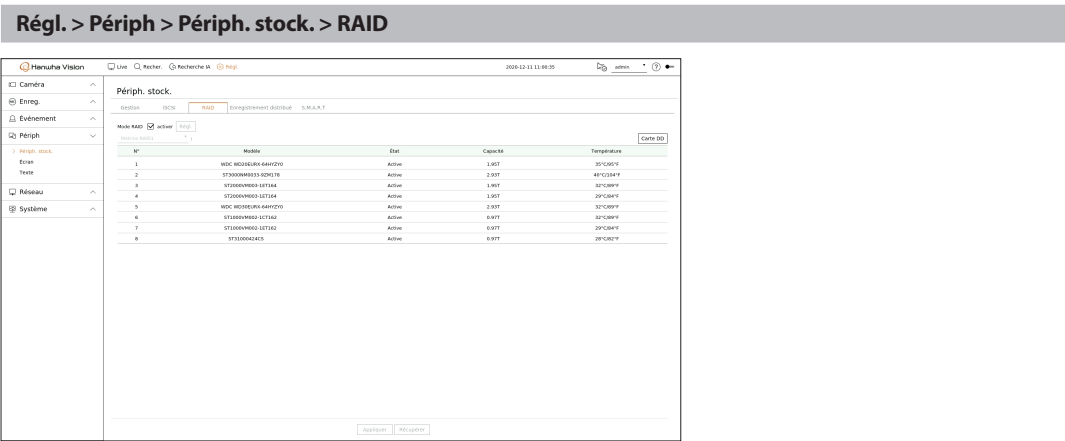 Régl. > Périph > Périph. stock. > RAID
Hanwha Vision
Live Recher. Recherche IA Régl.
2020-12-11 11:00:35
admin
Caméra
Enreg.
Événement
Périph
> Périph. stock.
Ecran
Texte
Réseau
Système
Périph. stock.
Gestion iSCSI RAID Enregistrement distribué S.M.A.R.T
Mode RAID activer Régl.
Carte DD
N° Modèle État Capacité Température
1 WDC WD20EURX-64HYZY0 Active 1.95T 35°C/95°F
2 ST3000NM0033-9ZM178 Active 2.93T 40°C/104°F
3 ST2000VM003-1ET164 Active 1.95T 32°C/89°F
4 ST2000VM003-1ET164 Active 1.95T 29°C/84°F
5 WDC WD30EURX-64HYZY0 Active 2.93T 32°C/89°F
6 ST1000VM002-1CT162 Active 0.97T 32°C/89°F
7 ST1000VM002-1ET162 Active 0.97T 29°C/84°F
8 ST31000424CS Active 0.97T 28°C/82°F
Appliquer Récupérer